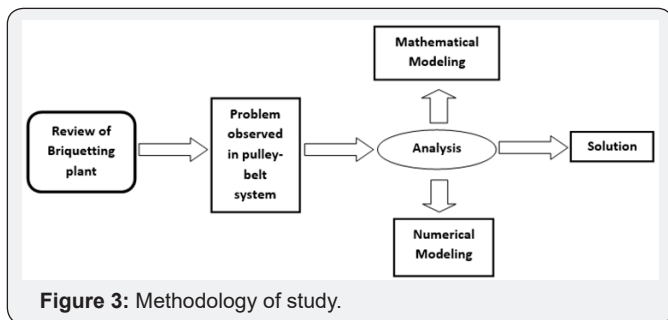 Mathematical
Modeling
Review of
Briquetting
plant
Problem
observed
in pulley-
belt
system
Analysis
Solution
Numerical
Modeling
Figure 3: Methodology of study.